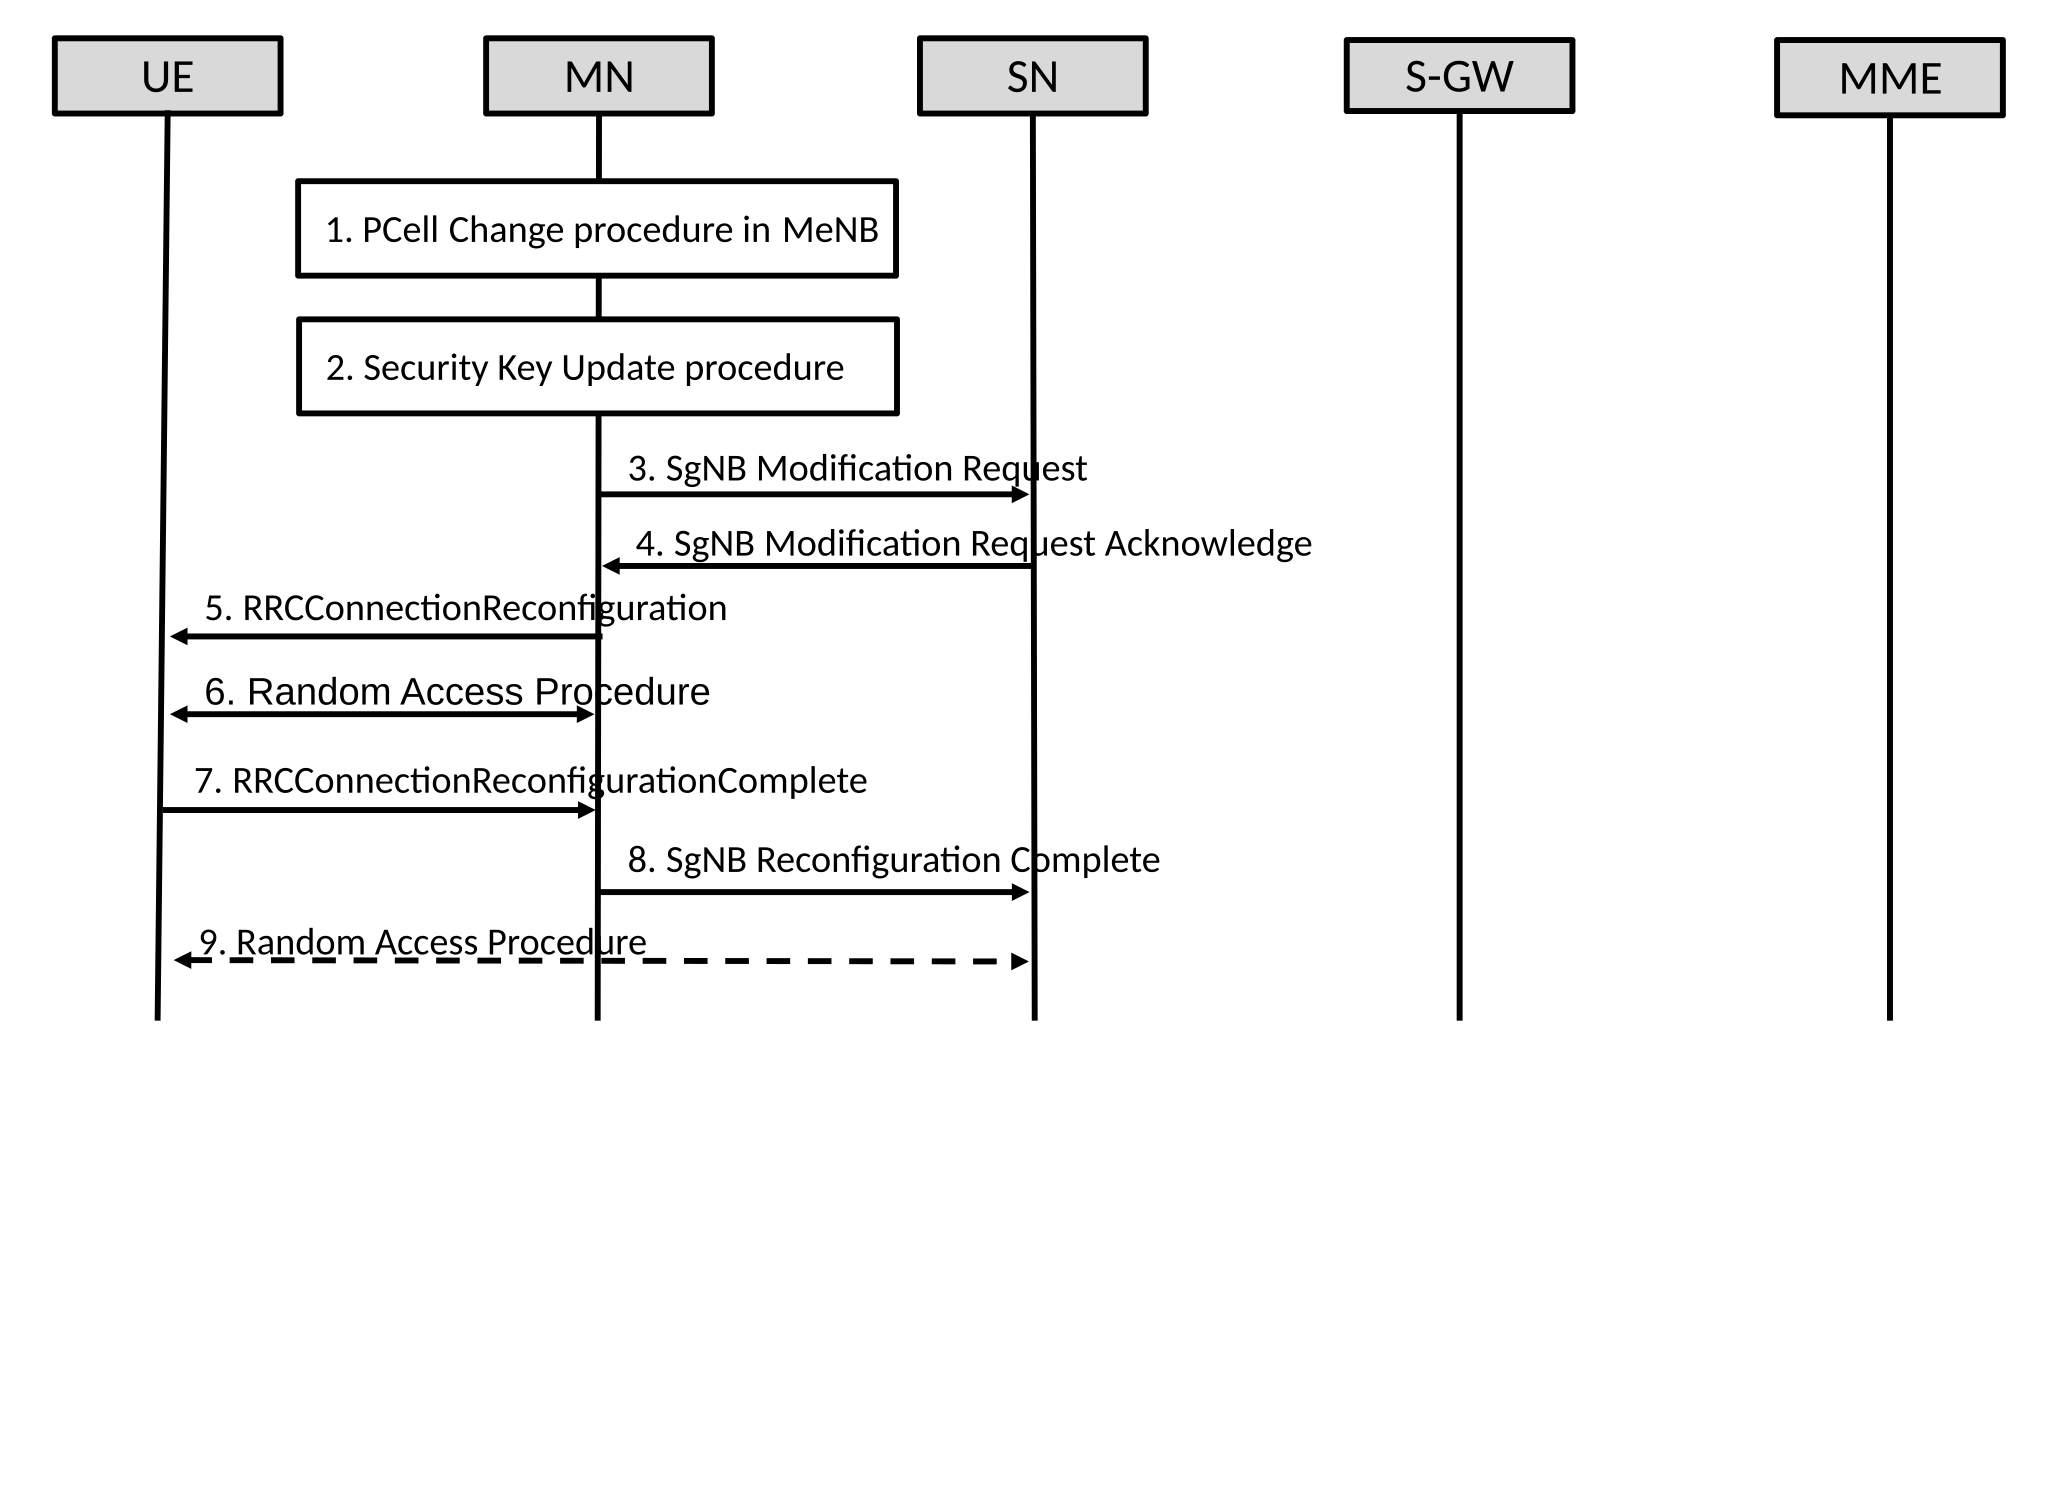 UE
MN
SN
S-GW
MME
1. PCell Change procedure in MeNB
2. Security Key Update procedure
3. SgNB Modification Request
4. SgNB Modification Request Acknowledge
5. RRCConnectionReconfiguration
6. Random Access Procedure
7. RRCConnectionReconfigurationComplete
8. SgNB Reconfiguration Complete
9. Random Access Procedure